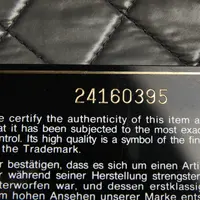 24160395
e certify the authenticity of this item a
at it has been subjected to the most exac
ntrol. Its high quality is a symbol of the fin
the Trademark.
r bestätigen, dass es sich um einen Arti
r während seiner Herstellung strengster
terworfen war, und dessen erstklassig
m hohen Ansehen unserer Marke ents